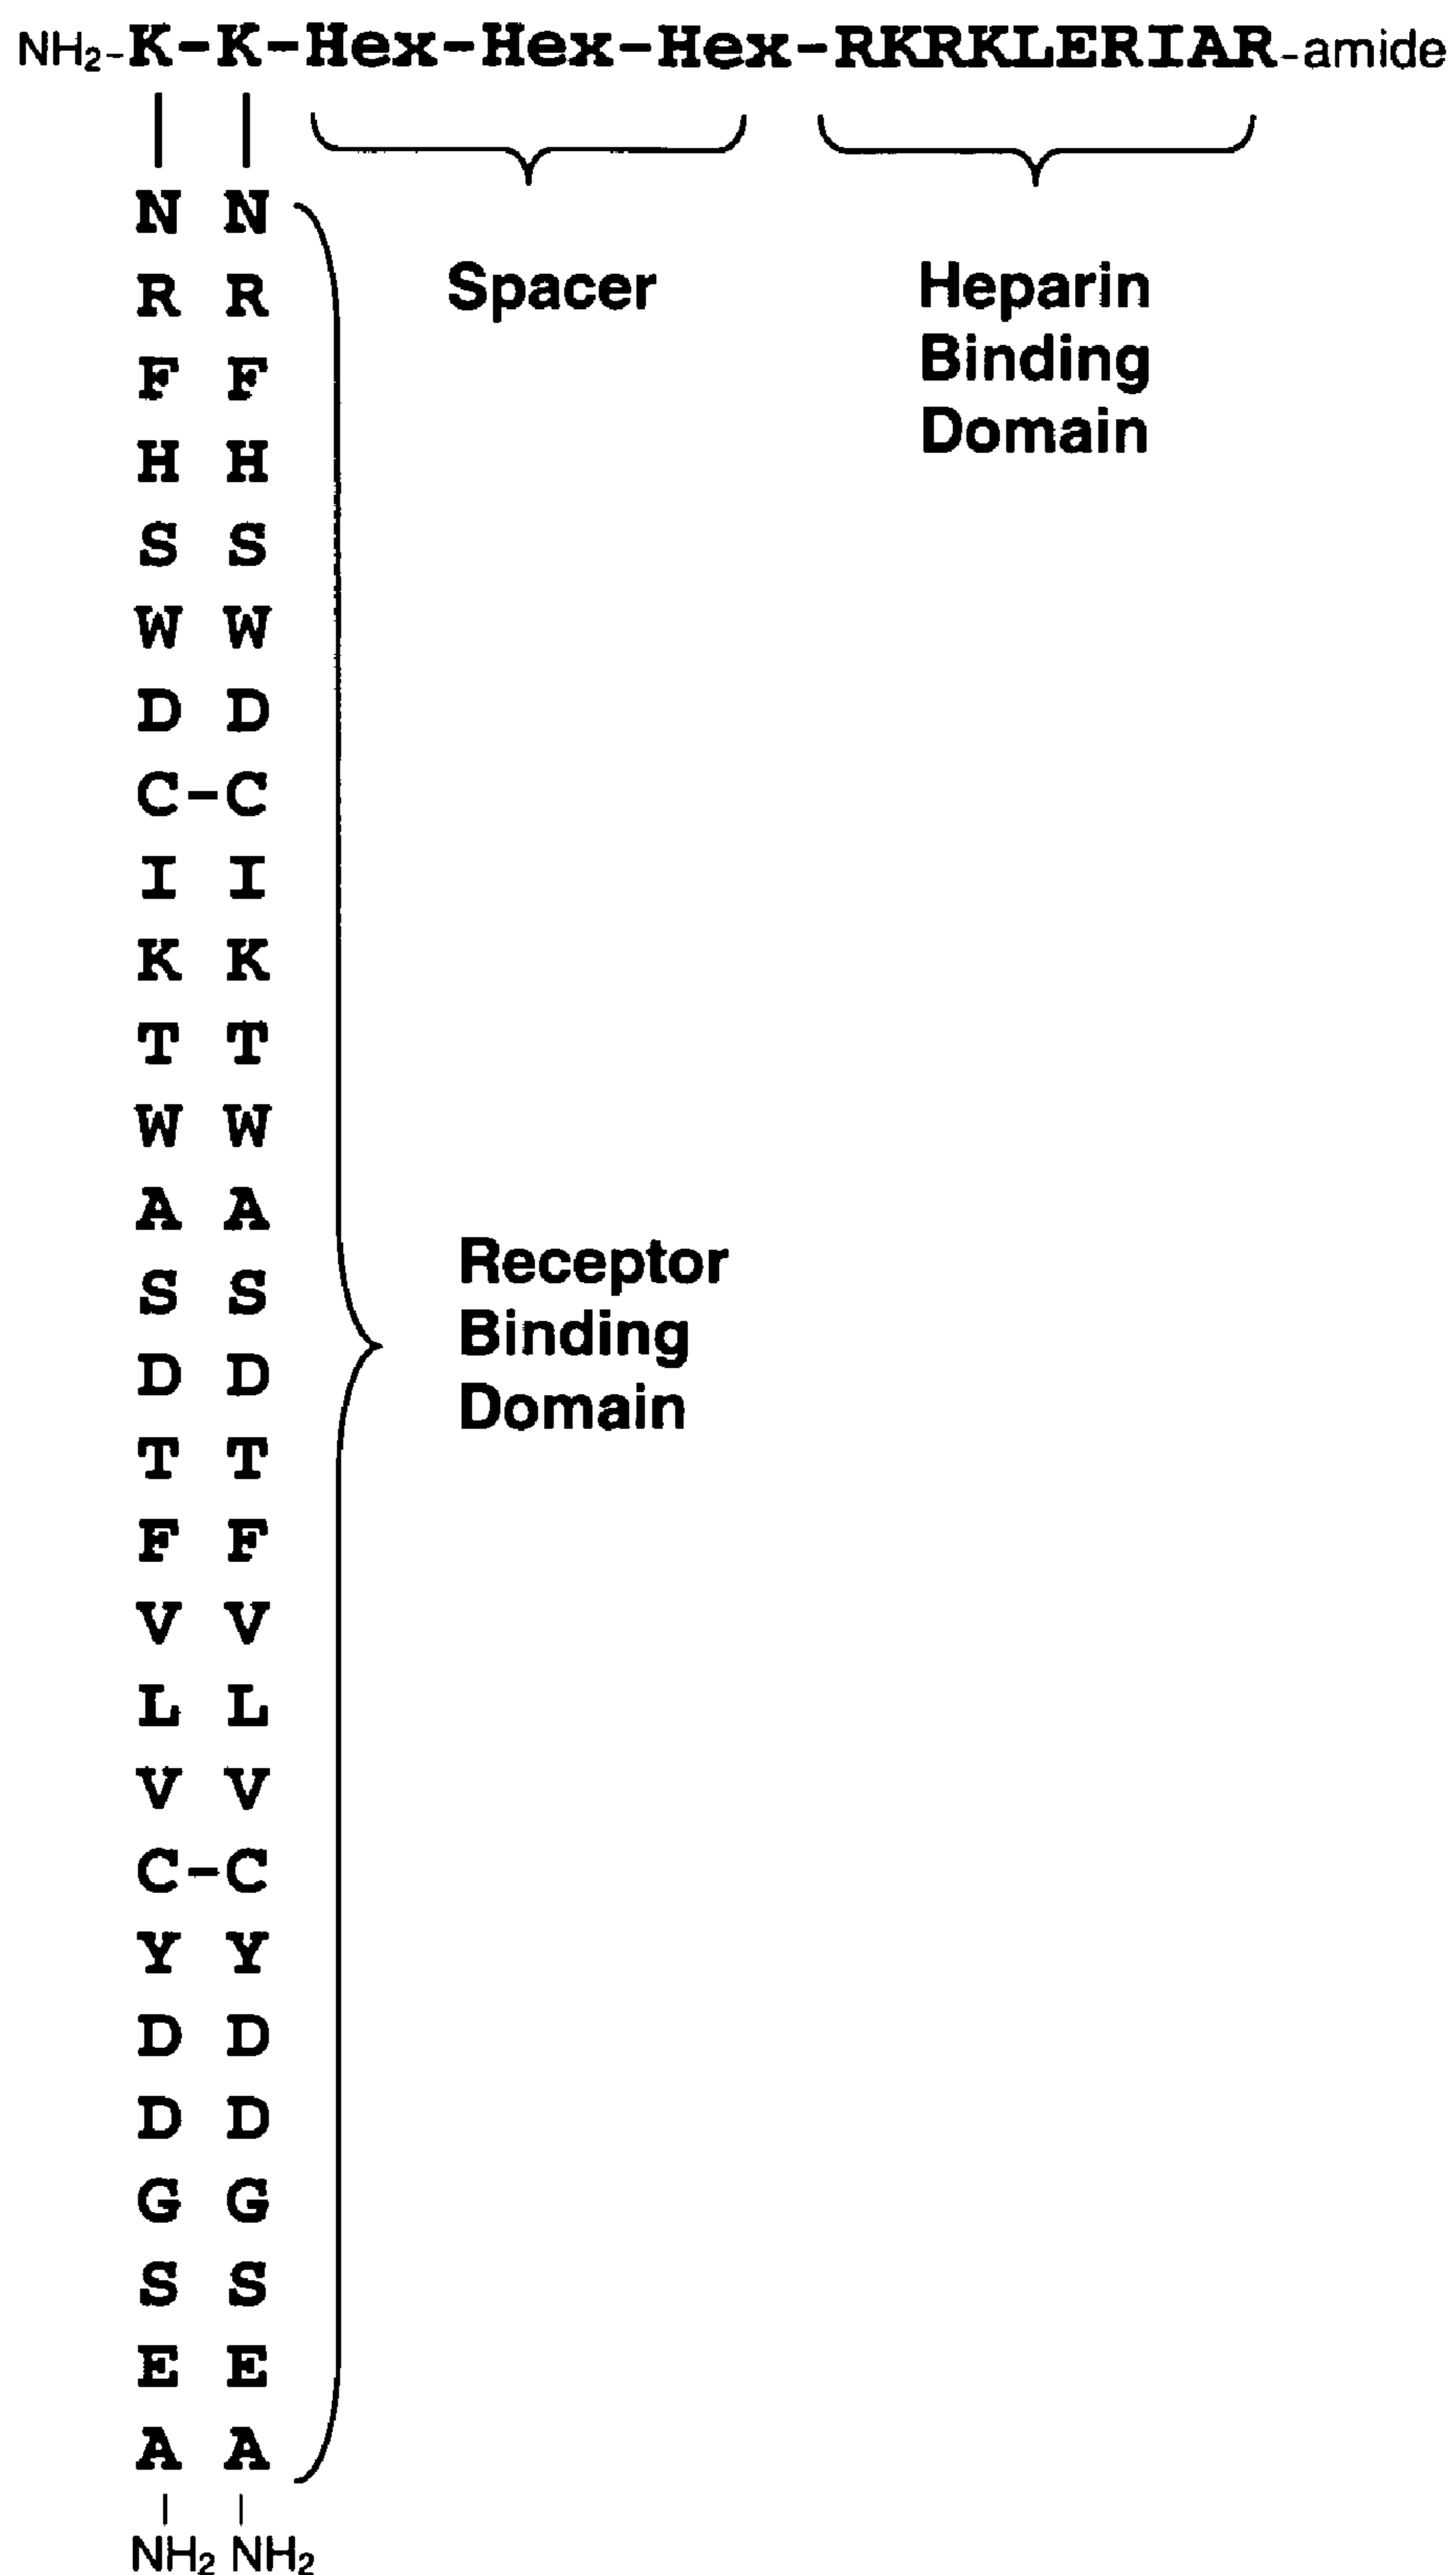 NH₂-K-K-Hex-Hex-Hex-RKRKLERIAR-amide
N N
R R
F F
H H
S S
W W
D D
C-C
I I
K K
T T
W W
A A
S S
D D
T T
F F
V V
L L
V V
C-C
Y Y
D D
D D
G G
S S
E E
A A
NH₂ NH₂
Spacer
Heparin
Binding
Domain
Receptor
Binding
Domain